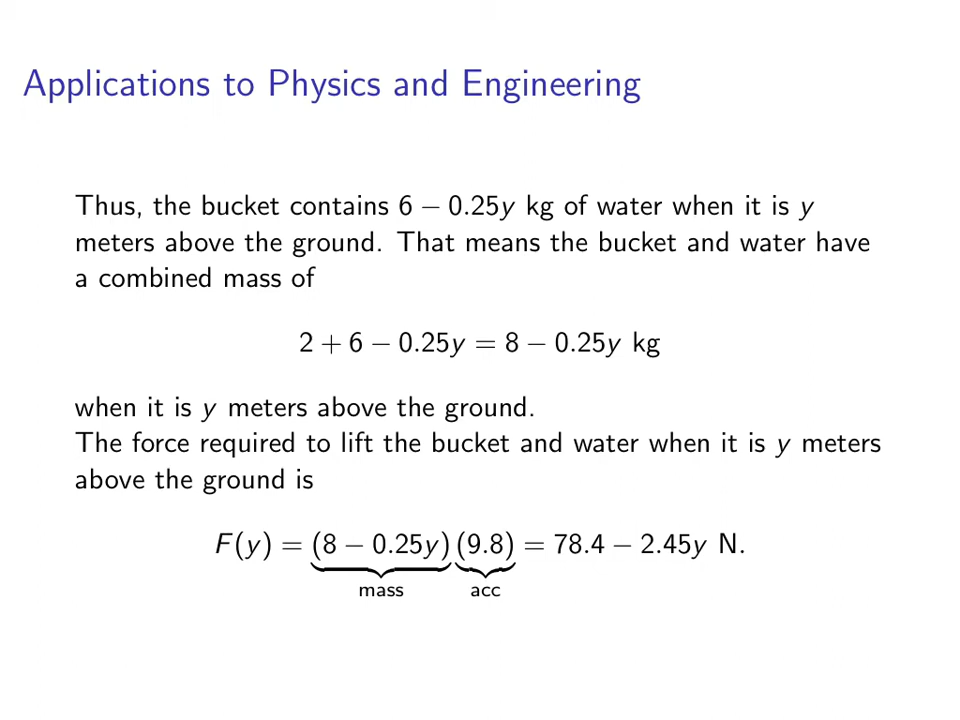 Applications to Physics and Engineering
Thus, the bucket contains 6 − 0.25y kg of water when it is y
meters above the ground. That means the bucket and water have
a combined mass of
2 + 6 − 0.25y = 8 − 0.25y kg
when it is y meters above the ground.
The force required to lift the bucket and water when it is y meters
above the ground is
F(y) = (8 − 0.25y)(9.8) = 78.4 − 2.45y N.
mass acc